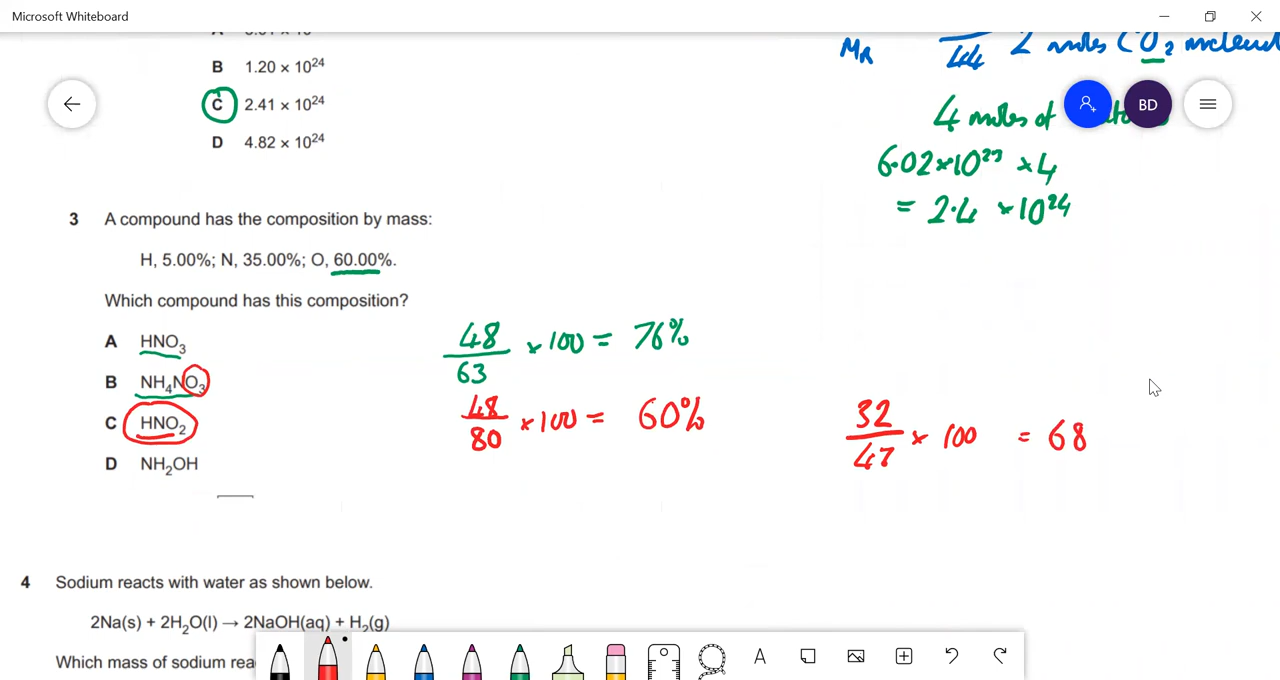 Microsoft Whiteboard
B 1.20 × 10²⁴
C 2.41 × 10²⁴
D 4.82 × 10²⁴
MR
44
2 moles CO₂
4 moles of
6.02×10²³ ×4
= 2.4 ×10²⁴
BD
3 A compound has the composition by mass:
H, 5.00%; N, 35.00%; O, 60.00%.
Which compound has this composition?
A HNO₃
B NH₄NO₃
C HNO₂
D NH₂OH
48/63 ×100 = 76%
48/80 ×100 = 60%
32/47 × 100 = 68
4 Sodium reacts with water as shown below.
2Na(s) + 2H₂O(l) → 2NaOH(aq) + H₂(g)
Which mass of sodium rea
A